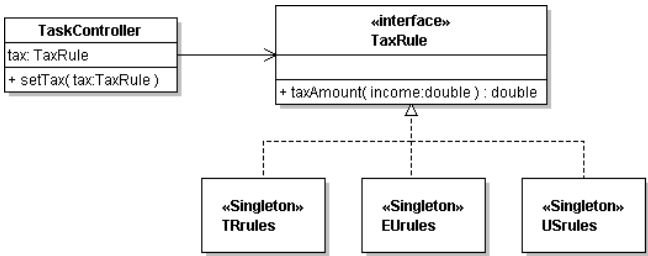 TaskController
tax: TaxRule
+ setTax( tax:TaxRule )
«interface»
TaxRule
+ taxAmount( income:double ) : double
«Singleton»
TRrules
«Singleton»
EUrules
«Singleton»
USrules